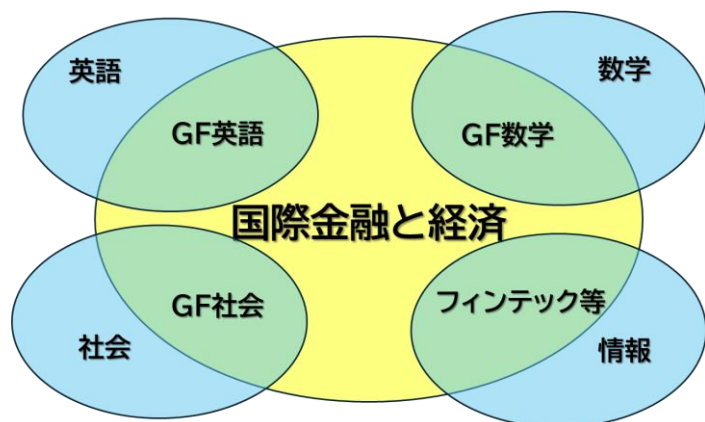 英語
数学
GF英語
GF数学
国際金融と経済
GF社会
フィンテック等
社会
情報